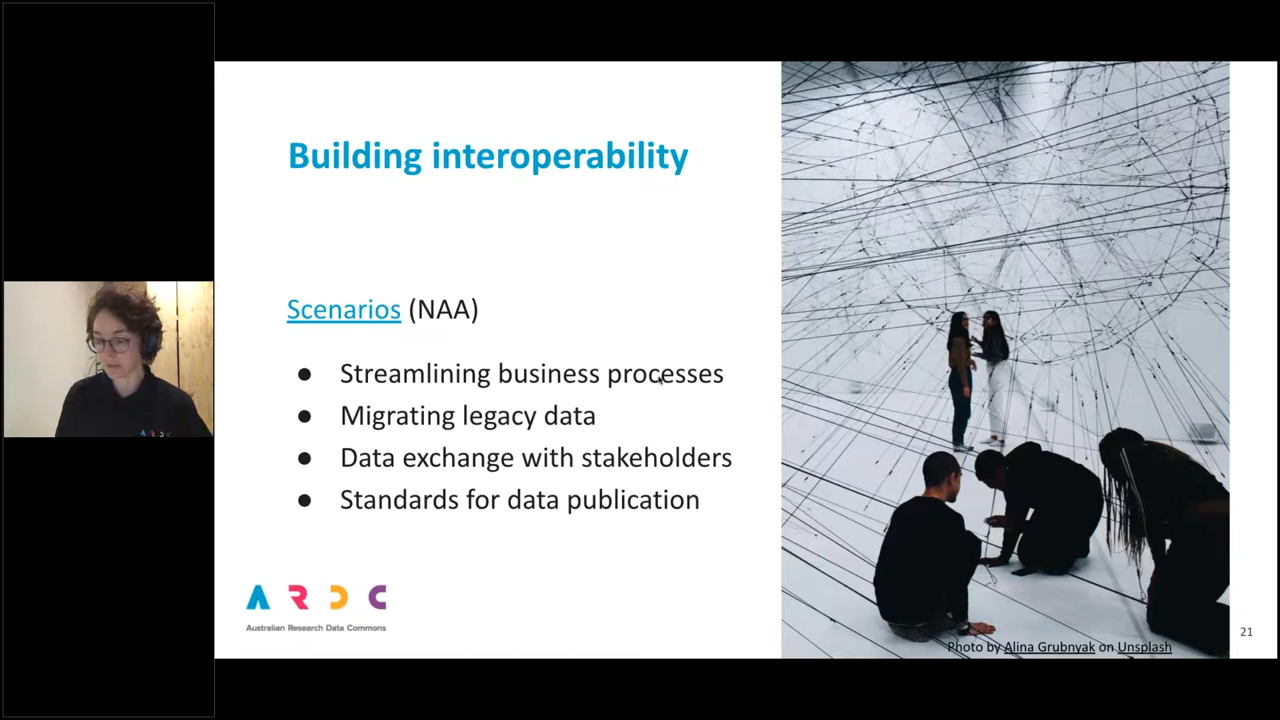 Building interoperability
Scenarios (NAA)
● Streamlining business processes
● Migrating legacy data
● Data exchange with stakeholders
● Standards for data publication
A R D C
Australian Research Data Commons
Photo by Alina Grubnyak on Unsplash
21
A R D C